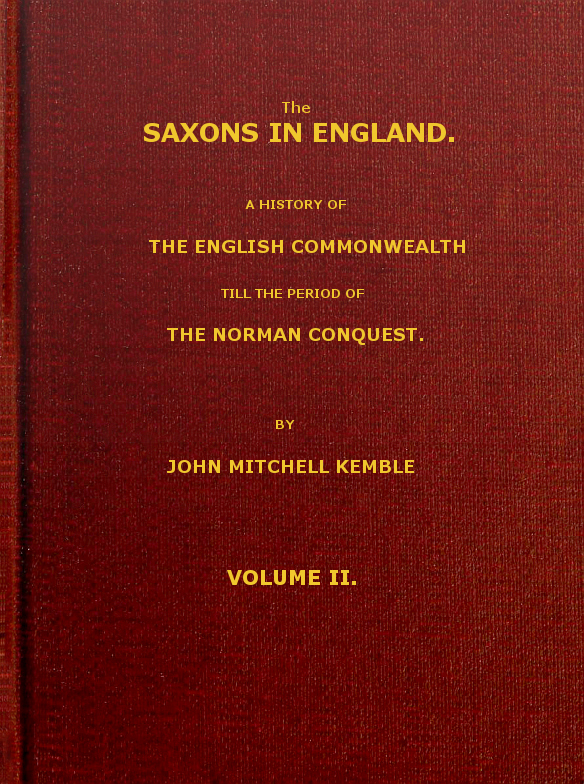 The
SAXONS IN ENGLAND.
A HISTORY OF
THE ENGLISH COMMONWEALTH
TILL THE PERIOD OF
THE NORMAN CONQUEST.
BY
JOHN MITCHELL KEMBLE
VOLUME II.